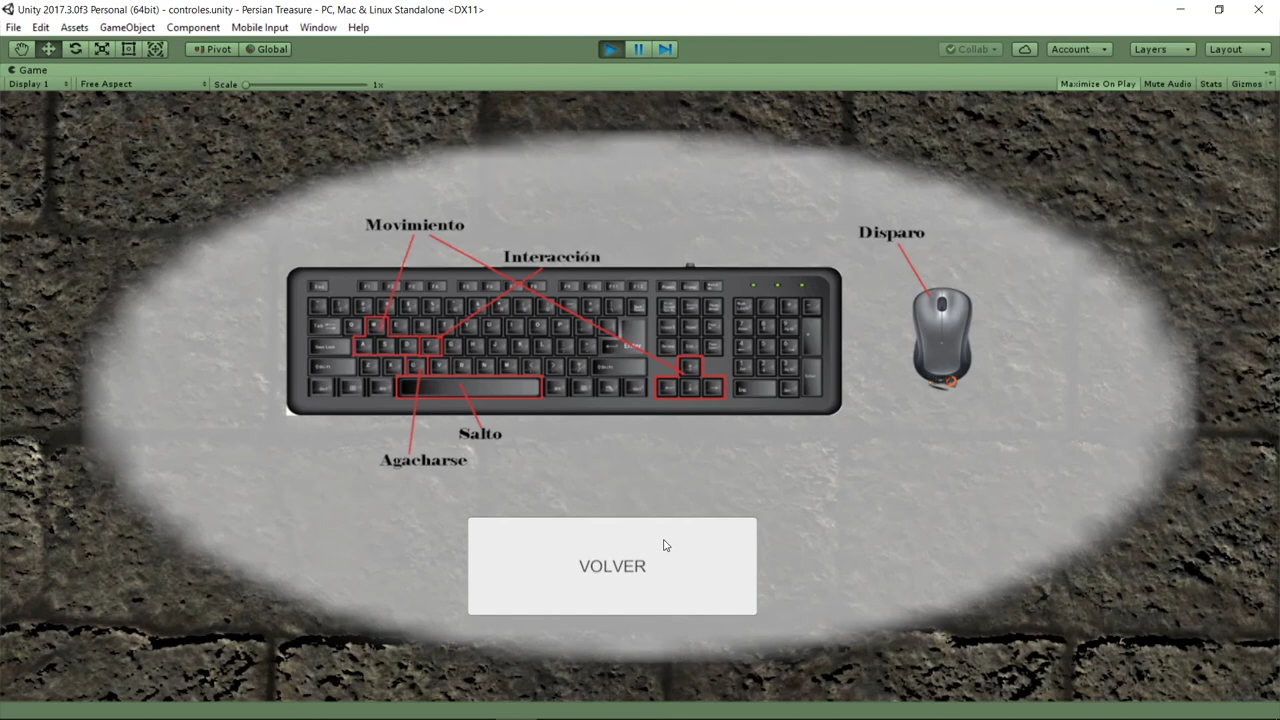 Unity 2017.3.0f3 Personal (64bit) - controles.unity - Persian Treasure - PC, Mac & Linux Standalone <DX11>
File Edit Assets GameObject Component Mobile Input Window Help
Pivot Global Collab Account Layers Layout
Game
Display 1 Free Aspect Scale 1x Maximize On Play Mute Audio Stats Gizmos
Movimiento
Disparo
Interacción
Salto
Agacharse
VOLVER